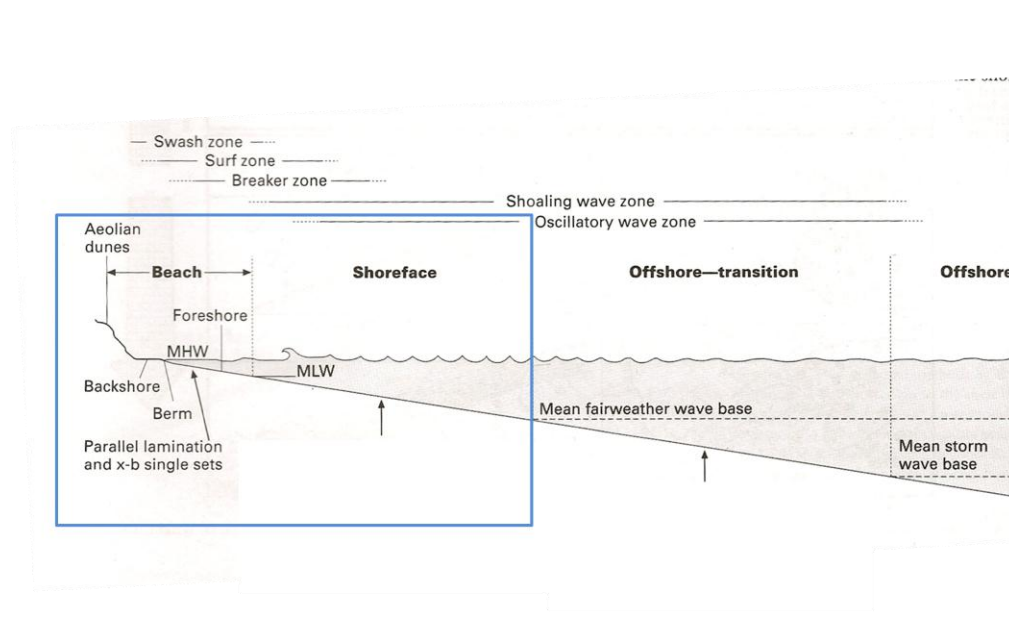 Swash zone
Surf zone
Breaker zone
Shoaling wave zone
Oscillatory wave zone
Aeolian
dunes
Beach
Shoreface
Offshore—transition
Offshore
Foreshore
MHW
MLW
Backshore
Berm
Mean fairweather wave base
Parallel lamination
and x-b single sets
Mean storm
wave base